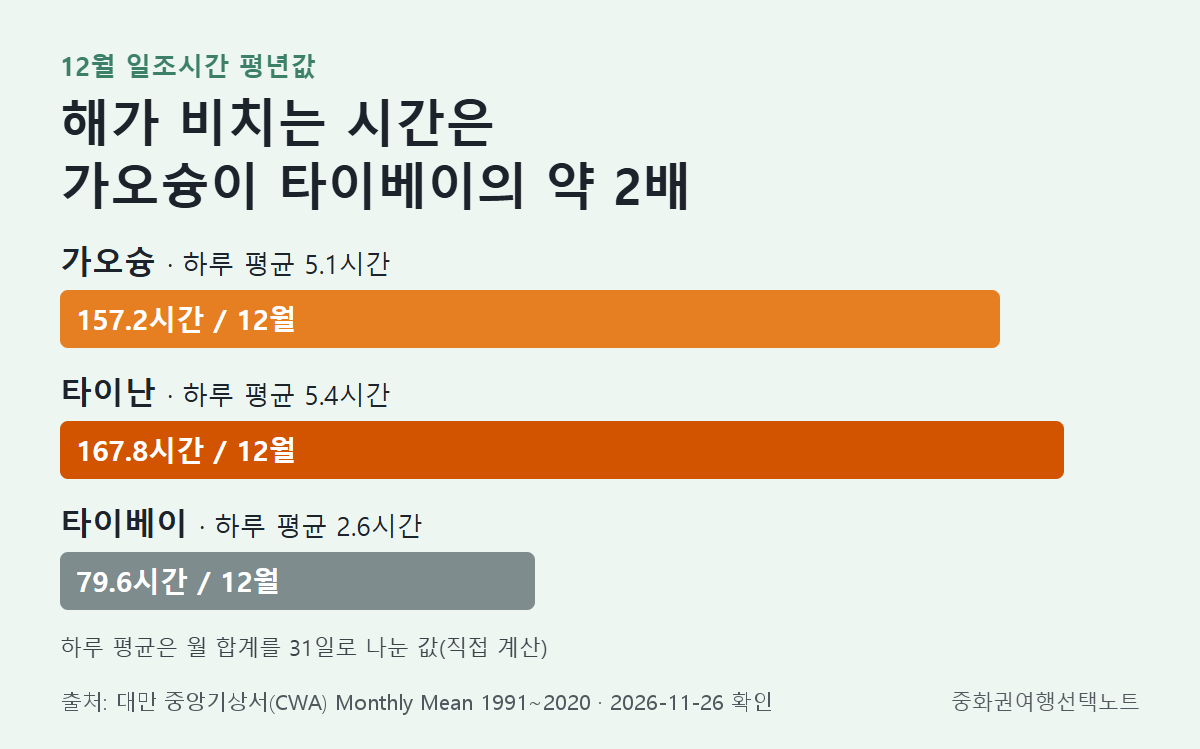 12월 일조시간 평년값
해가 비치는 시간은
가오슝이 타이베이의 약 2배
가오슝 · 하루 평균 5.1시간
157.2시간 / 12월
타이난 · 하루 평균 5.4시간
167.8시간 / 12월
타이베이 · 하루 평균 2.6시간
79.6시간 / 12월
하루 평균은 월 합계를 31일로 나눈 값(직접 계산)
출처: 대만 중앙기상서(CWA) Monthly Mean 1991~2020 · 2026-11-26 확인
중화권여행선택노트